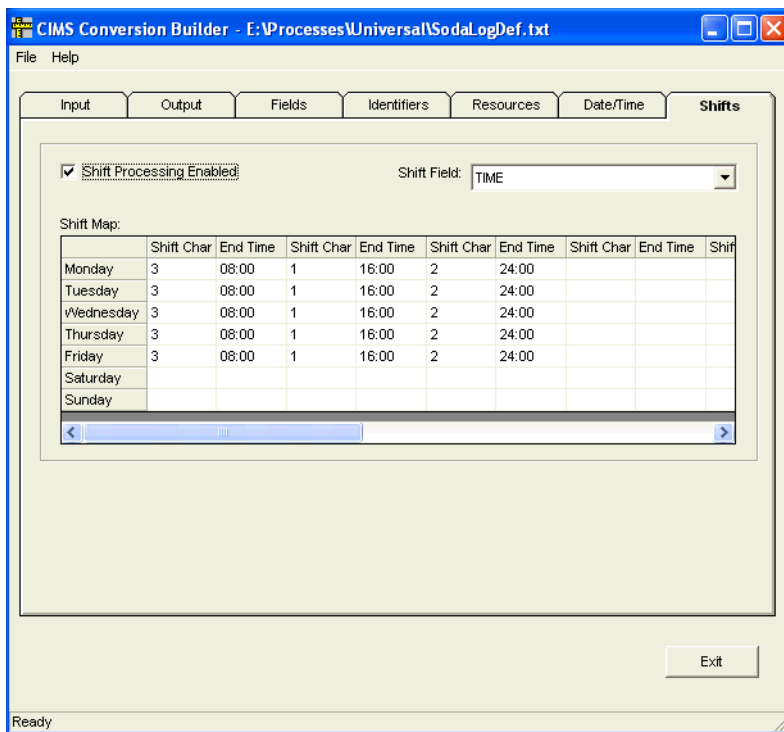 CIMS Conversion Builder - E:\Processes\Universal\SodaLogDef.txt
File Help
Input Output Fields Identifiers Resources Date/Time Shifts
Shift Processing Enabled Shift Field: TIME
Shift Map:
Shift Char End Time Shift Char End Time Shift Char End Time Shift Char End Time Shif
Monday 3 08:00 1 16:00 2 24:00
Tuesday 3 08:00 1 16:00 2 24:00
Wednesday 3 08:00 1 16:00 2 24:00
Thursday 3 08:00 1 16:00 2 24:00
Friday 3 08:00 1 16:00 2 24:00
Saturday
Sunday
Exit
Ready